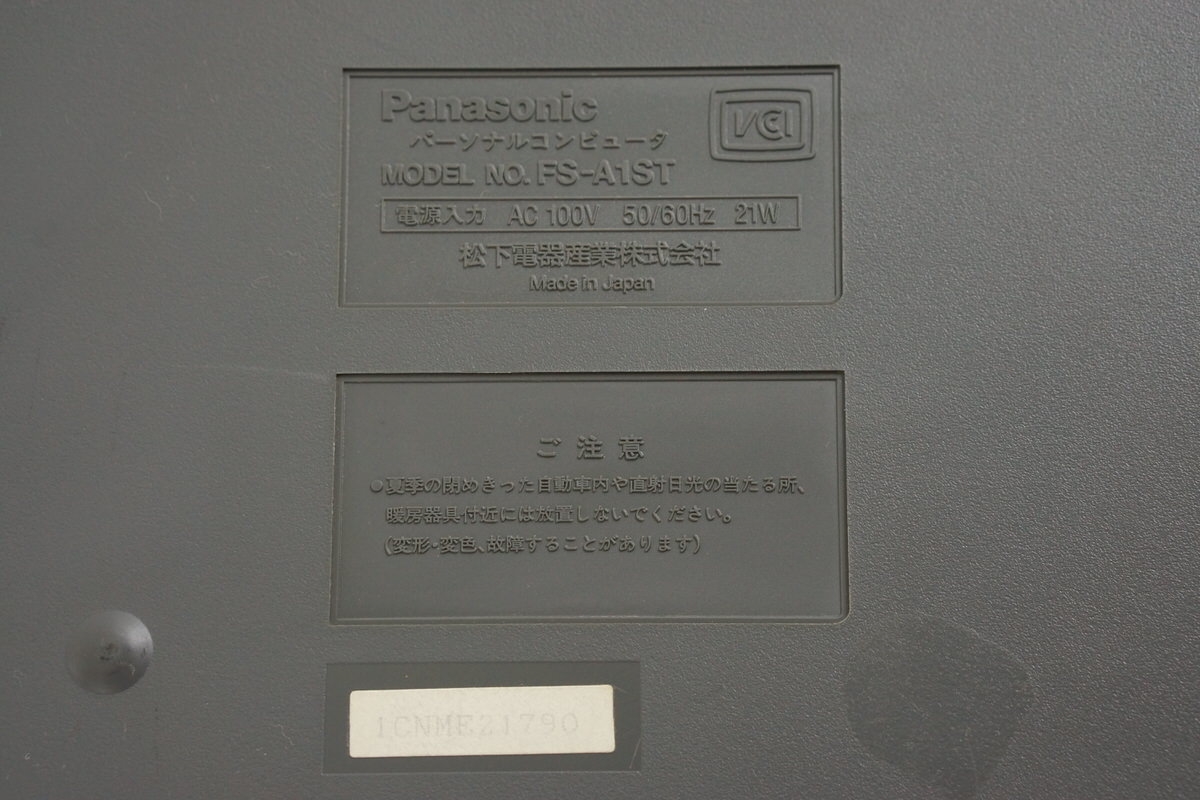 Panasonic
VCCI
パーソナルコンピュータ
MODEL NO. FS-A1ST
電源入力 AC 100V 50/60Hz 21W
松下電器産業株式会社
Made in Japan
ご注意
●夏季の閉めきった自動車内や直射日光の当たる所、
暖房器具付近には放置しないでください。
(変形・変色、故障することがあります)
1CNME21790